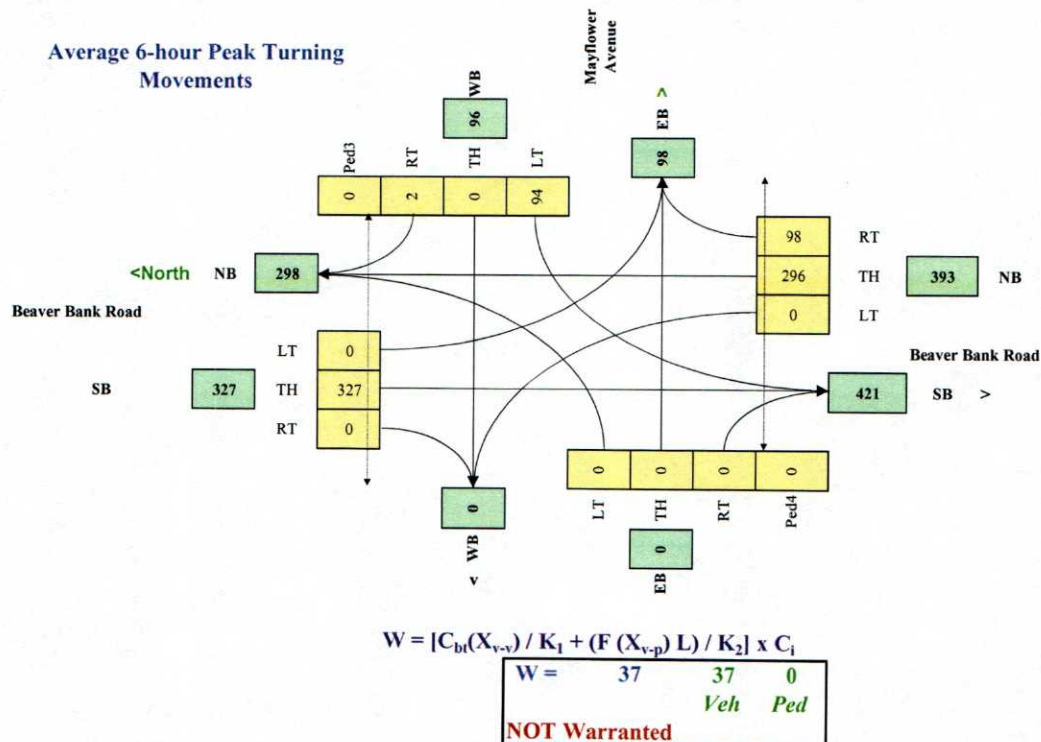 Average 6-hour Peak Turning
Movements
Mayflower
Avenue
WB
96
EB >
98
Ped3
RT
TH
LT
0
2
0
94
<North NB 298
98 RT
296 TH 393 NB
0 LT
Beaver Bank Road
LT 0
SB 327 TH 327
RT 0
Beaver Bank Road
421 SB >
0
WB
v
0
0
0
0
LT
TH
RT
Ped4
0
EB
W = [Cbt(Xv-v) / K1 + (F (Xv-p) L) / K2] x Ci
W = 37 37 0
Veh Ped
NOT Warranted